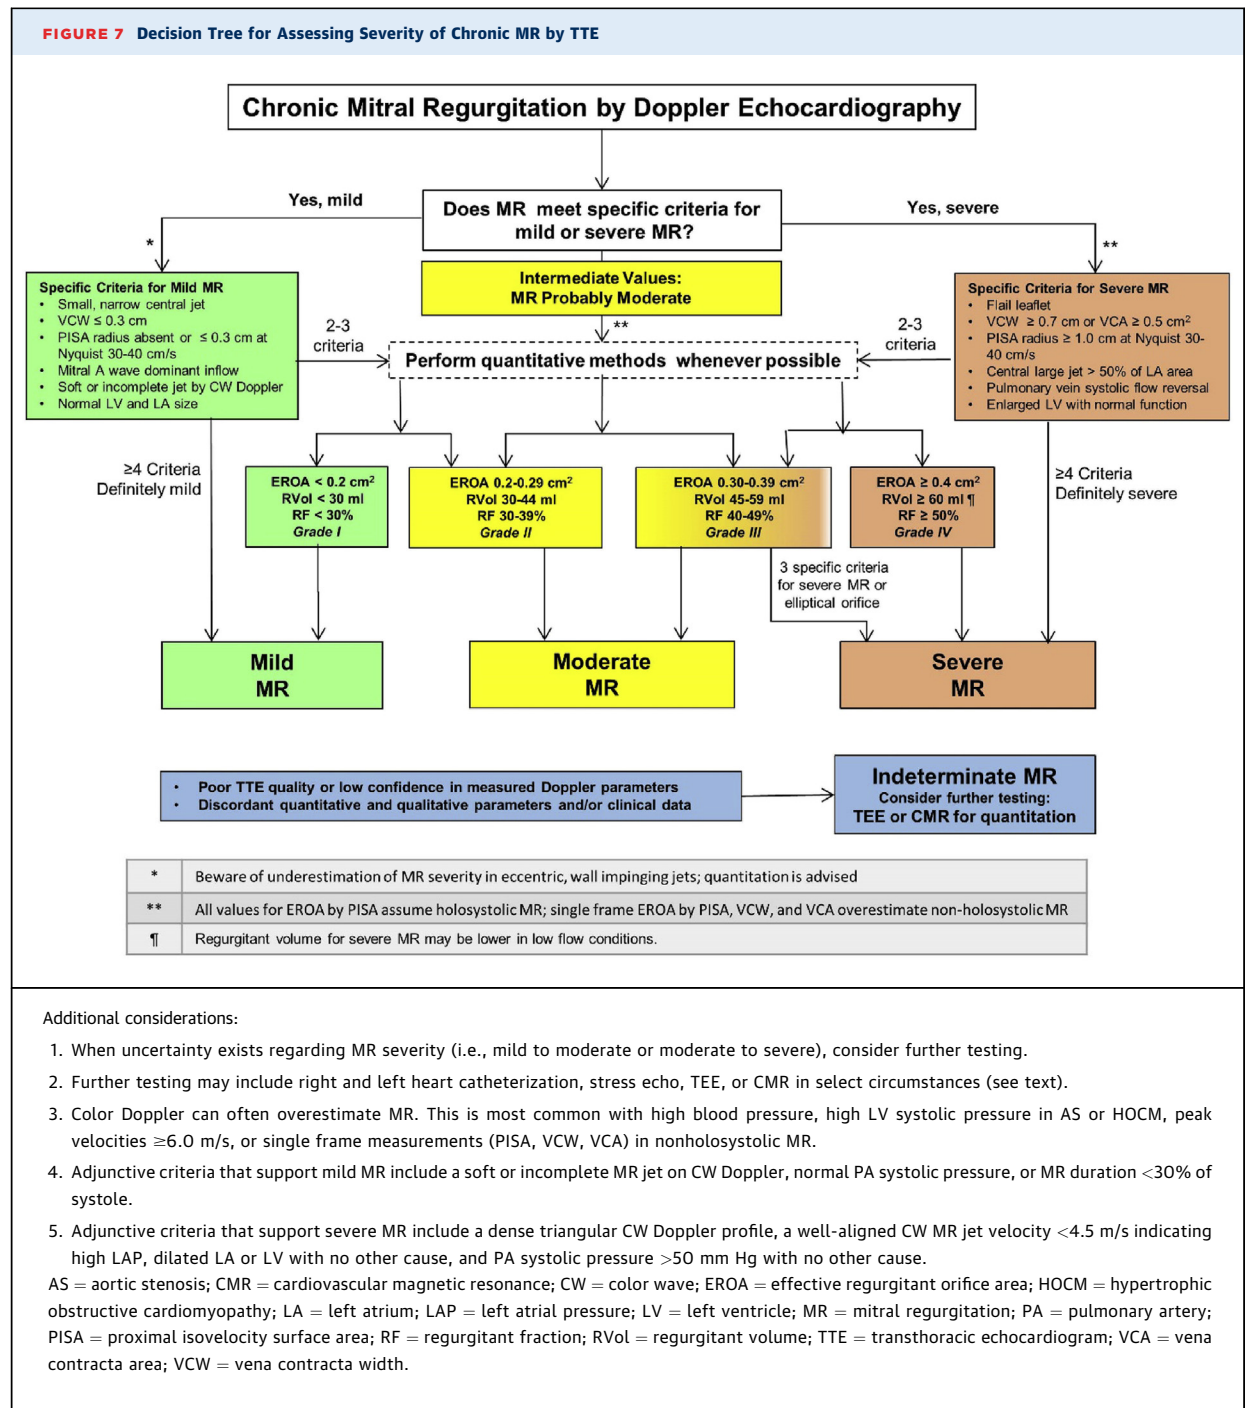 FIGURE 7 Decision Tree for Assessing Severity of Chronic MR by TTE
Chronic Mitral Regurgitation by Doppler Echocardiography
Yes, mild
Does MR meet specific criteria for
mild or severe MR?
Yes, severe
*
**
Intermediate Values:
MR Probably Moderate
**
Specific Criteria for Mild MR
• Small, narrow central jet
• VCW ≤ 0.3 cm
• PISA radius absent or ≤ 0.3 cm at
Nyquist 30-40 cm/s
• Mitral A wave dominant inflow
• Soft or incomplete jet by CW Doppler
• Normal LV and LA size
2-3
criteria
Perform quantitative methods whenever possible
2-3
criteria
Specific Criteria for Severe MR
• Flail leaflet
• VCW ≥ 0.7 cm or VCA ≥ 0.5 cm²
• PISA radius ≥ 1.0 cm at Nyquist 30-
40 cm/s
• Central large jet > 50% of LA area
• Pulmonary vein systolic flow reversal
• Enlarged LV with normal function
≥4 Criteria
Definitely mild
EROA < 0.2 cm²
RVol < 30 ml
RF < 30%
Grade I
EROA 0.2-0.29 cm²
RVol 30-44 ml
RF 30-39%
Grade II
EROA 0.30-0.39 cm²
RVol 45-59 ml
RF 40-49%
Grade III
EROA ≥ 0.4 cm²
RVol ≥ 60 ml ¶
RF ≥ 50%
Grade IV
≥4 Criteria
Definitely severe
3 specific criteria
for severe MR or
elliptical orifice
Mild
MR
Moderate
MR
Severe
MR
• Poor TTE quality or low confidence in measured Doppler parameters
• Discordant quantitative and qualitative parameters and/or clinical data
Indeterminate MR
Consider further testing:
TEE or CMR for quantitation
* Beware of underestimation of MR severity in eccentric, wall impinging jets; quantitation is advised
** All values for EROA by PISA assume holosystolic MR; single frame EROA by PISA, VCW, and VCA overestimate non-holosystolic MR
¶ Regurgitant volume for severe MR may be lower in low flow conditions.
Additional considerations:
1. When uncertainty exists regarding MR severity (i.e., mild to moderate or moderate to severe), consider further testing.
2. Further testing may include right and left heart catheterization, stress echo, TEE, or CMR in select circumstances (see text).
3. Color Doppler can often overestimate MR. This is most common with high blood pressure, high LV systolic pressure in AS or HOCM, peak
velocities ≥6.0 m/s, or single frame measurements (PISA, VCW, VCA) in nonholosystolic MR.
4. Adjunctive criteria that support mild MR include a soft or incomplete MR jet on CW Doppler, normal PA systolic pressure, or MR duration <30% of
systole.
5. Adjunctive criteria that support severe MR include a dense triangular CW Doppler profile, a well-aligned CW MR jet velocity <4.5 m/s indicating
high LAP, dilated LA or LV with no other cause, and PA systolic pressure >50 mm Hg with no other cause.
AS = aortic stenosis; CMR = cardiovascular magnetic resonance; CW = color wave; EROA = effective regurgitant orifice area; HOCM = hypertrophic
obstructive cardiomyopathy; LA = left atrium; LAP = left atrial pressure; LV = left ventricle; MR = mitral regurgitation; PA = pulmonary artery;
PISA = proximal isovelocity surface area; RF = regurgitant fraction; RVol = regurgitant volume; TTE = transthoracic echocardiogram; VCA = vena
contracta area; VCW = vena contracta width.